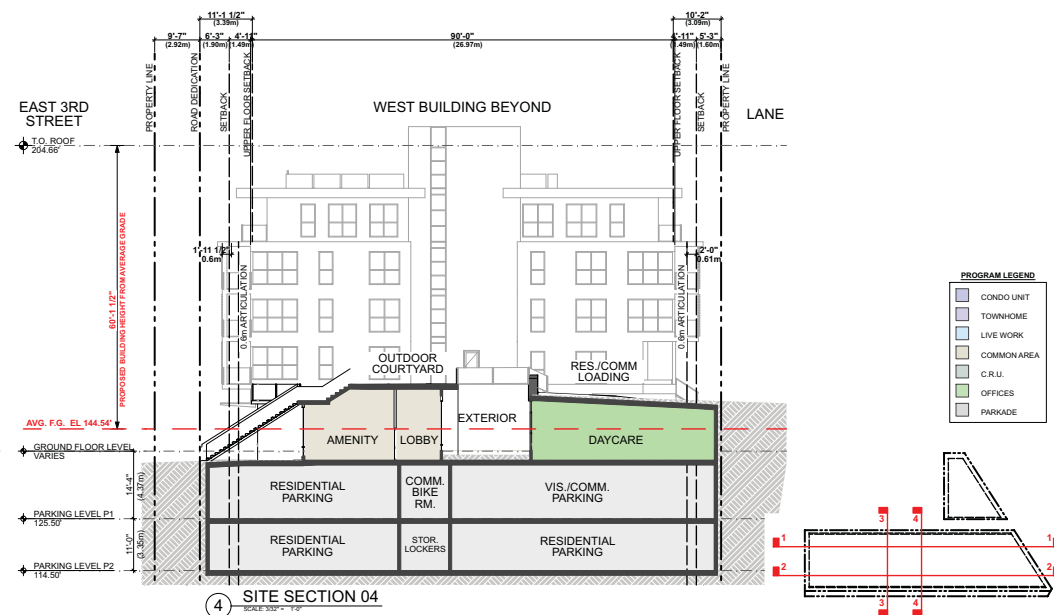 11'-1 1/2"
(3.39m)
10'-2"
(3.09m)
9'-7"
(2.92m)
6'-3"
(1.90m)
4'-11"
(1.49m)
90'-0"
(26.97m)
4'-11"
(1.49m)
5'-3"
(1.60m)
PROPERTY LINE
ROAD DEDICATION
SETBACK
UPPER FLOOR SETBACK
UPPER FLOOR SETBACK
SETBACK
PROPERTY LINE
EAST 3RD
STREET
WEST BUILDING BEYOND
LANE
T.O. ROOF
204.66'
60'-1 1/2"
PROPOSED BUILDING HEIGHT FROM AVERAGE GRADE
1'-11 1/2"
0.6m
2'-0"
0.61m
0.6m ARTICULATION
0.6m ARTICULATION
PROGRAM LEGEND
CONDO UNIT
TOWNHOME
LIVE WORK
COMMON AREA
C.R.U.
OFFICES
PARKADE
OUTDOOR
COURTYARD
RES./COMM
LOADING
EXTERIOR
AMENITY
LOBBY
DAYCARE
AVG. F.G. EL 144.54'
GROUND FLOOR LEVEL
VARIES
14'-4"
(4.37m)
RESIDENTIAL
PARKING
COMM.
BIKE
RM.
VIS./COMM.
PARKING
PARKING LEVEL P1
125.50'
11'-0"
(3.35m)
RESIDENTIAL
PARKING
STOR.
LOCKERS
RESIDENTIAL
PARKING
PARKING LEVEL P2
114.50'
3
4
1
1
2
2
3
4
4
SITE SECTION 04
SCALE: 3/32" = 1'-0"